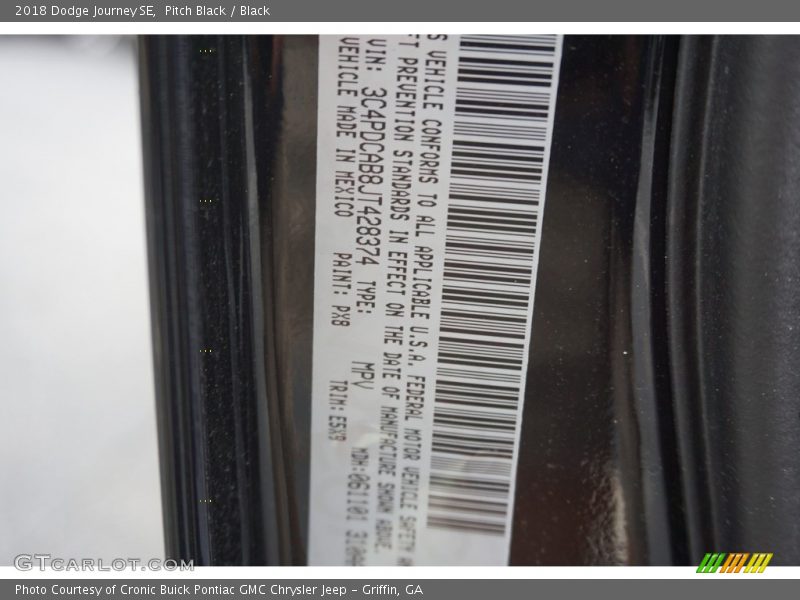 2018 Dodge Journey SE,  Pitch Black / Black
S VEHICLE CONFORMS TO ALL APPLICABLE U.S.A. FEDERAL MOTOR VEHICLE SAFETY
FT PREVENTION STANDARDS IN EFFECT ON THE DATE OF MANUFACTURE SHOWN ABOVE.
VIN: 3C4PDCAB8JT428374 TYPE: MPV MDH:061101
VEHICLE MADE IN MEXICO PAINT: PX8 TRIM: E5X9
GTCARLOT.COM
Photo Courtesy of Cronic Buick Pontiac GMC Chrysler Jeep – Griffin, GA